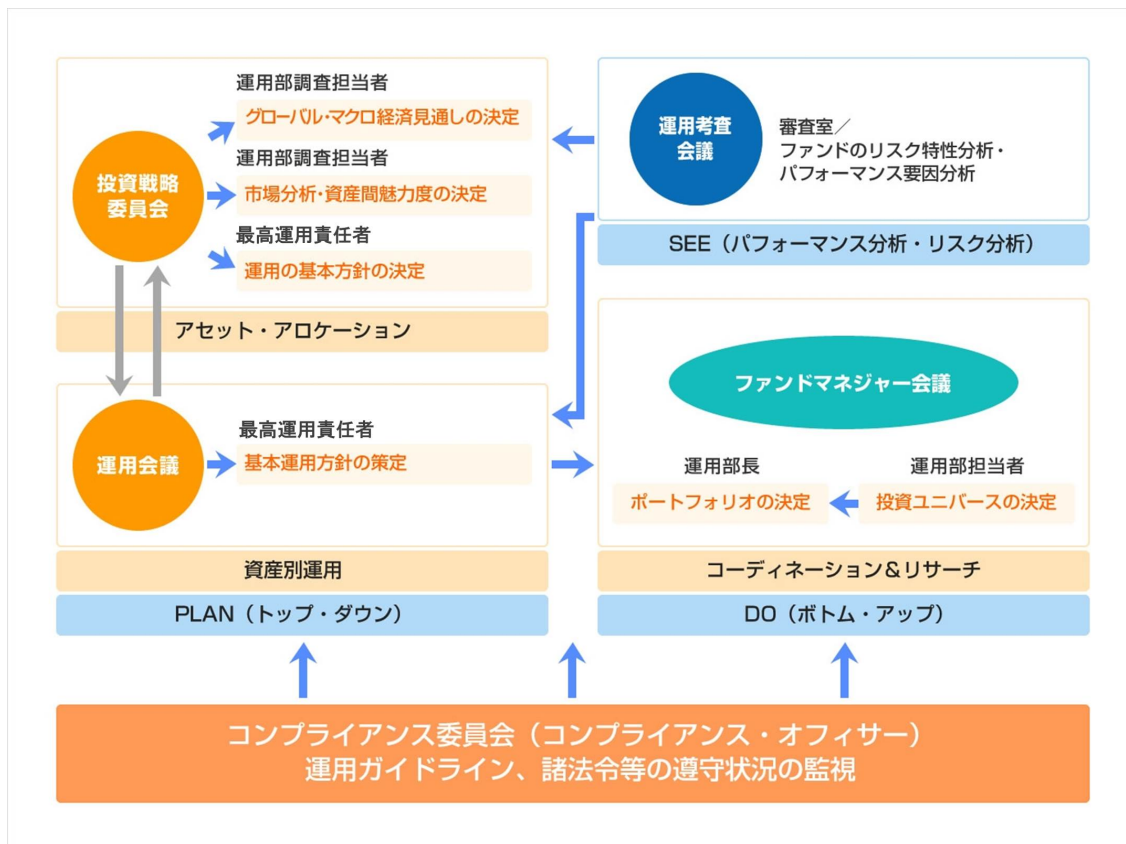 運用部調査担当者
グローバル・マクロ経済見通しの決定
投資戦略
委員会
運用部調査担当者
市場分析・資産間魅力度の決定
最高運用責任者
運用の基本方針の決定
アセット・アロケーション
運用考査
会議
審査室／
ファンドのリスク特性分析・
パフォーマンス要因分析
SEE（パフォーマンス分析・リスク分析）
運用会議
最高運用責任者
基本運用方針の策定
資産別運用
PLAN（トップ・ダウン）
ファンドマネジャー会議
運用部長
ポートフォリオの決定
運用部担当者
投資ユニバースの決定
コーディネーション＆リサーチ
DO（ボトム・アップ）
コンプライアンス委員会（コンプライアンス・オフィサー）
運用ガイドライン、諸法令等の遵守状況の監視